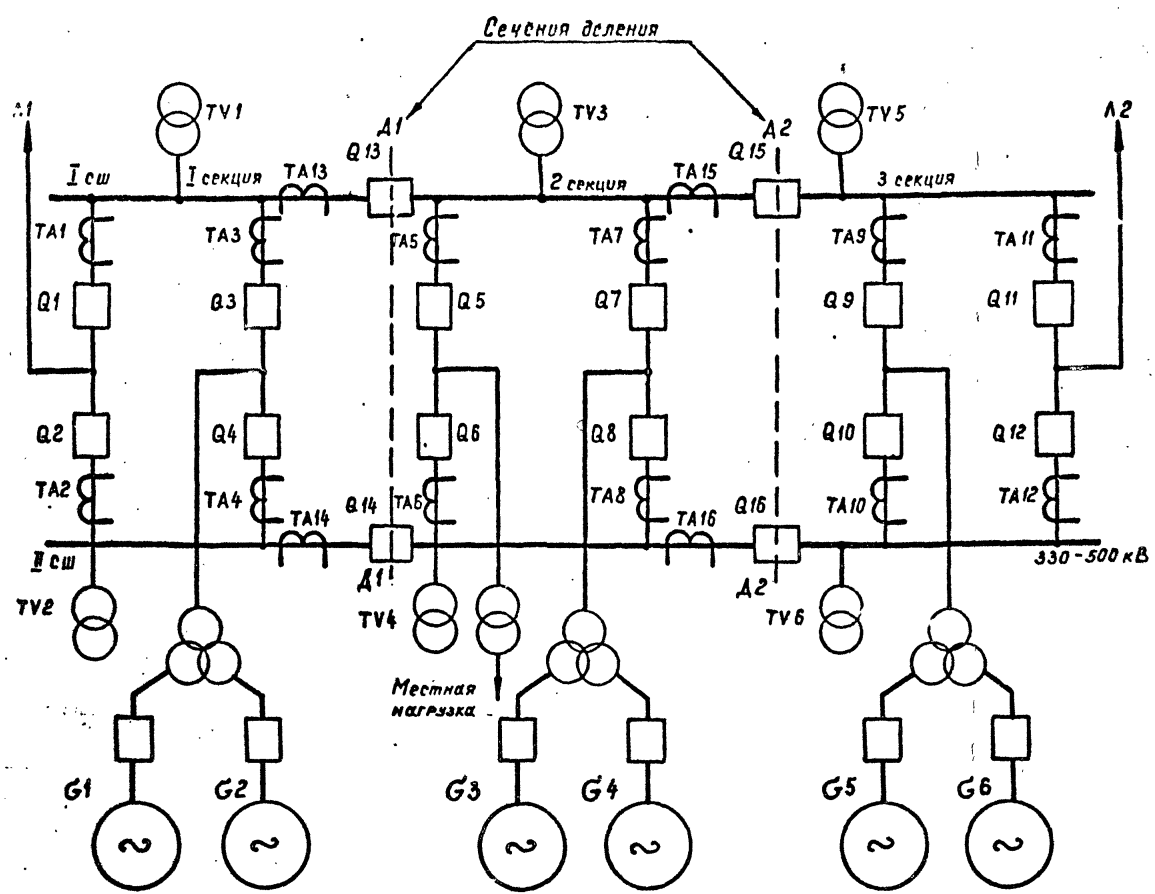 Сечения деления
Л1
TV1
Д1
TV3
Д2
TV5
Л2
Q13
Q15
I сш
I секция
TA13
2 секция
TA15
3 секция
TA1
TA3
TA5
TA7
TA9
TA11
Q1
Q3
Q5
Q7
Q9
Q11
Q2
Q4
Q6
Q8
Q10
Q12
TA2
TA4
Q14
TA6
TA8
Q16
TA10
TA12
TA14
TA16
II сш
Д1
Д2
330-500 кВ
TV2
TV4
TV6
Местная
нагрузка
G1
G2
G3
G4
G5
G6
~
~
~
~
~
~